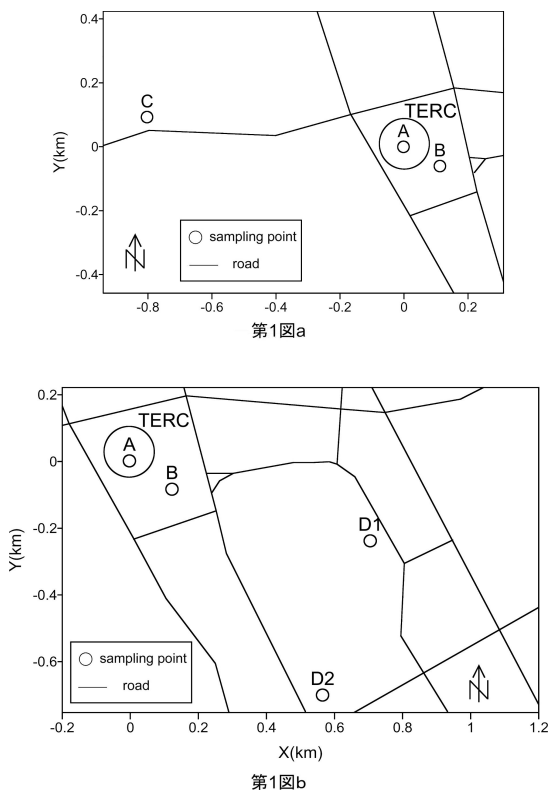 0.4
0.2
0
-0.2
-0.4
Y(km)
C
TERC
A
B
N
sampling point
road
-0.8
-0.6
-0.4
-0.2
0
0.2
第1図a
0.2
0
-0.2
-0.4
-0.6
Y(km)
TERC
A
B
D1
D2
sampling point
road
N
-0.2
0
0.2
0.4
0.6
0.8
1.0
1.2
X(km)
第1図b